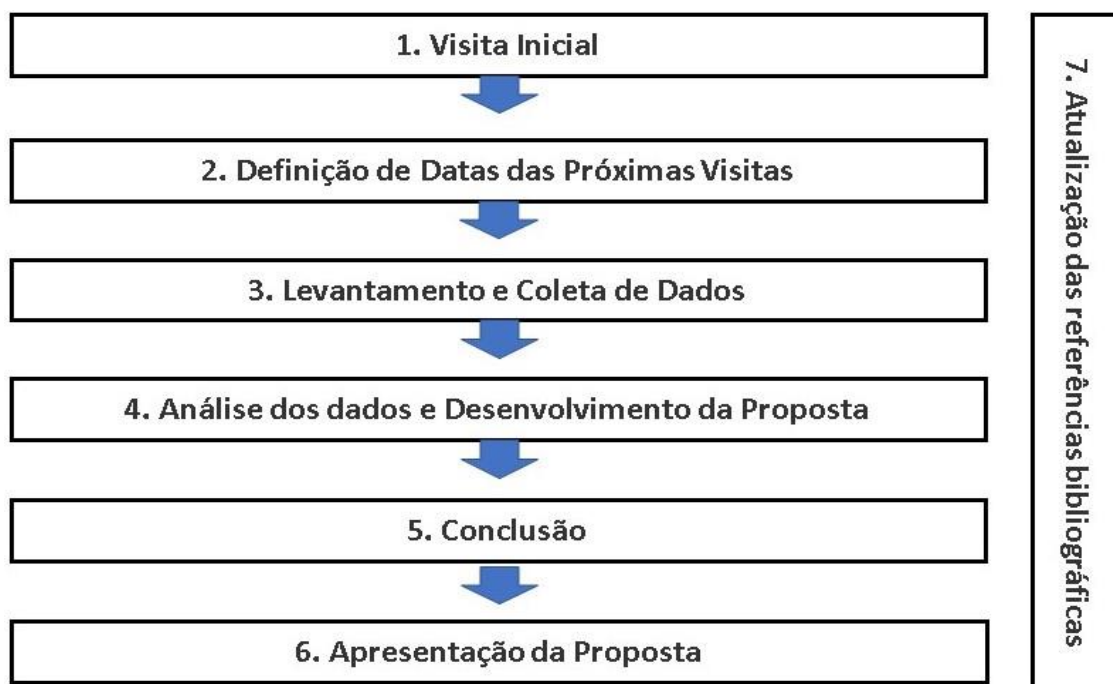 1. Visita Inicial
2. Definição de Datas das Próximas Visitas
3. Levantamento e Coleta de Dados
4. Análise dos dados e Desenvolvimento da Proposta
5. Conclusão
6. Apresentação da Proposta
7. Atualização das referências bibliográficas